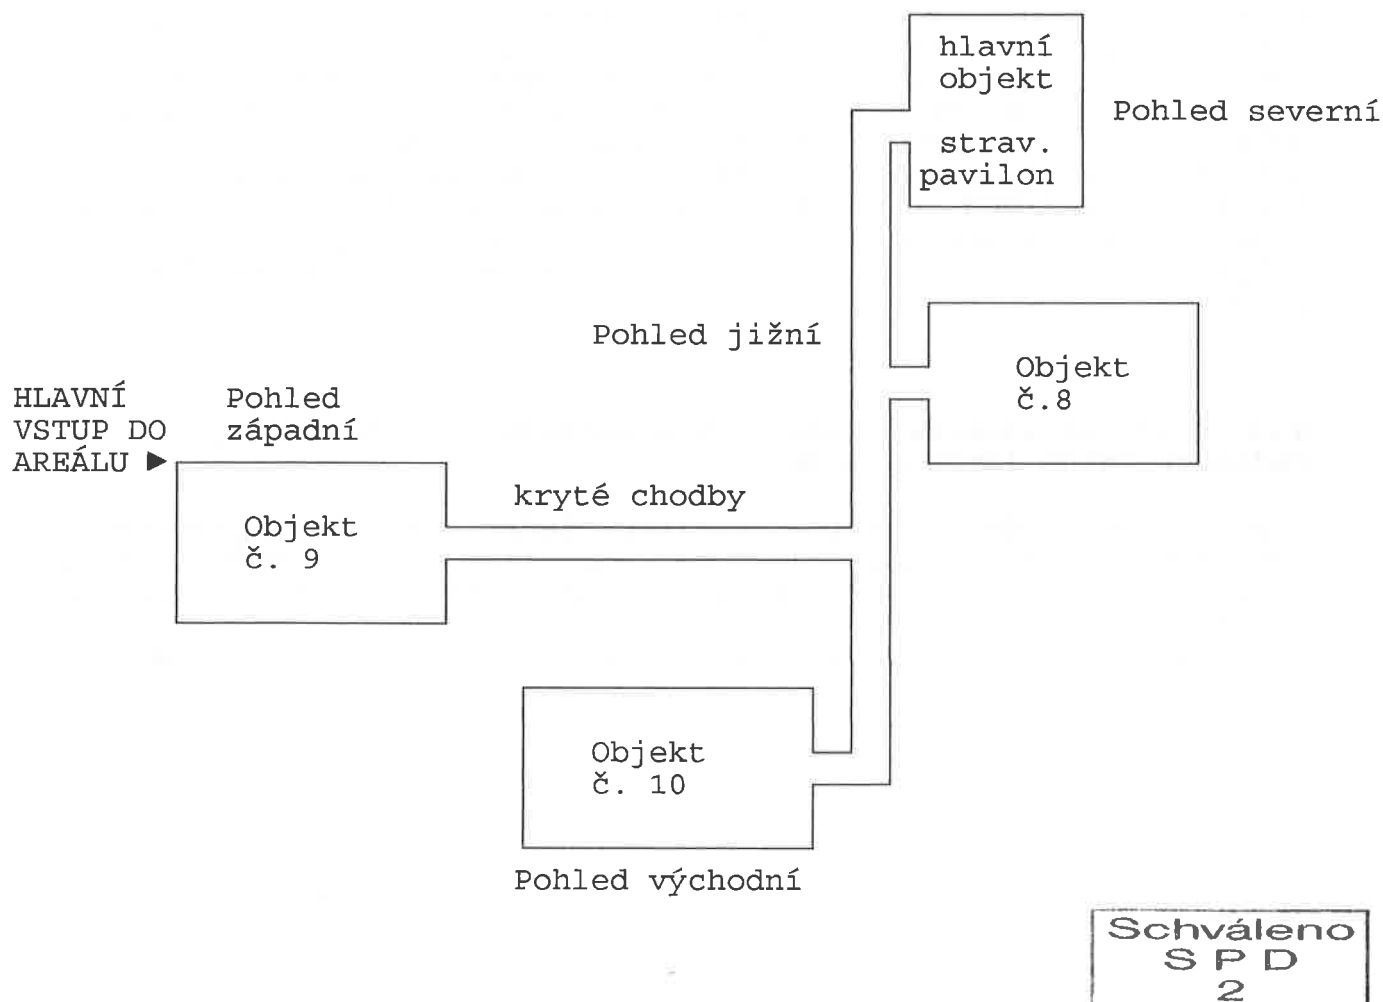 hlavní
objekt
strav.
pavilon
Pohled severní
Pohled jižní
Objekt
č.8
HLAVNÍ
VSTUP DO
AREÁLU ►
Pohled
západní
kryté chodby
Objekt
č. 9
Objekt
č. 10
Pohled východní
Schváleno
S P D
2